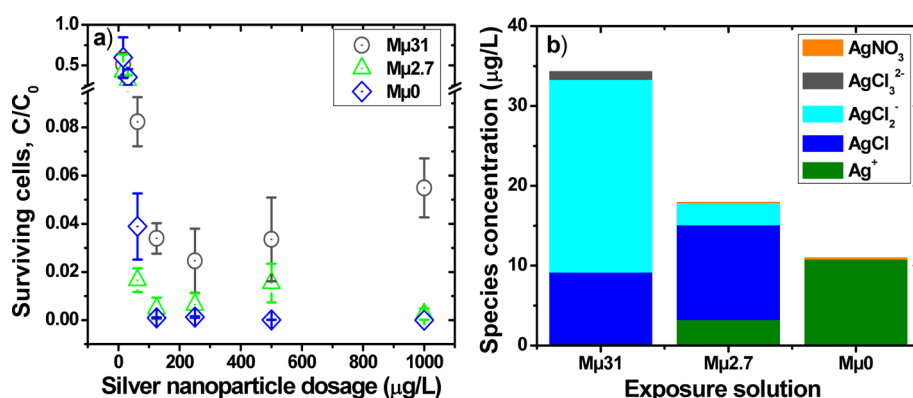 a)
Surviving cells, C/C₀
1.0
0.5
0.08
0.06
0.04
0.02
0.00
0 200 400 600 800 1000
Silver nanoparticle dosage (μg/L)
Mμ31
Mμ2.7
Mμ0
b)
Species concentration (μg/L)
40
30
20
10
0
Mμ31 Mμ2.7 Mμ0
Exposure solution
AgNO₃
AgCl₃²⁻
AgCl₂⁻
AgCl
Ag⁺